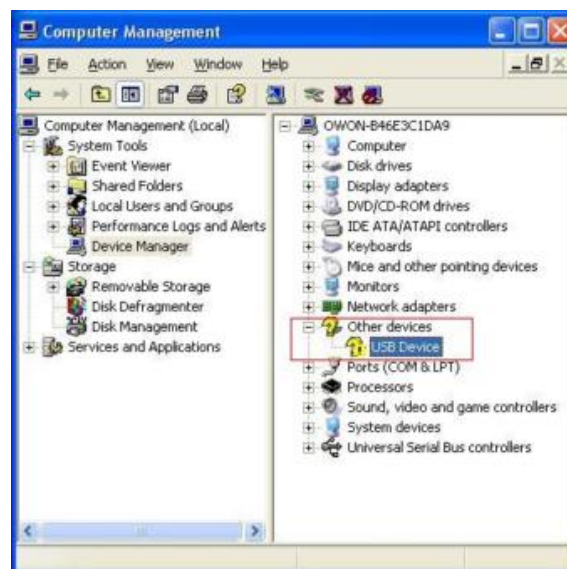 Computer Management
File Action View Window Help
Computer Management (Local)
System Tools
Event Viewer
Shared Folders
Local Users and Groups
Performance Logs and Alerts
Device Manager
Storage
Removable Storage
Disk Defragmenter
Disk Management
Services and Applications
OWON-B46E3C1DA9
Computer
Disk drives
Display adapters
DVD/CD-ROM drives
IDE ATA/ATAPI controllers
Keyboards
Mice and other pointing devices
Monitors
Network adapters
Other devices
USB Device
Ports (COM & LPT)
Processors
Sound, video and game controllers
System devices
Universal Serial Bus controllers